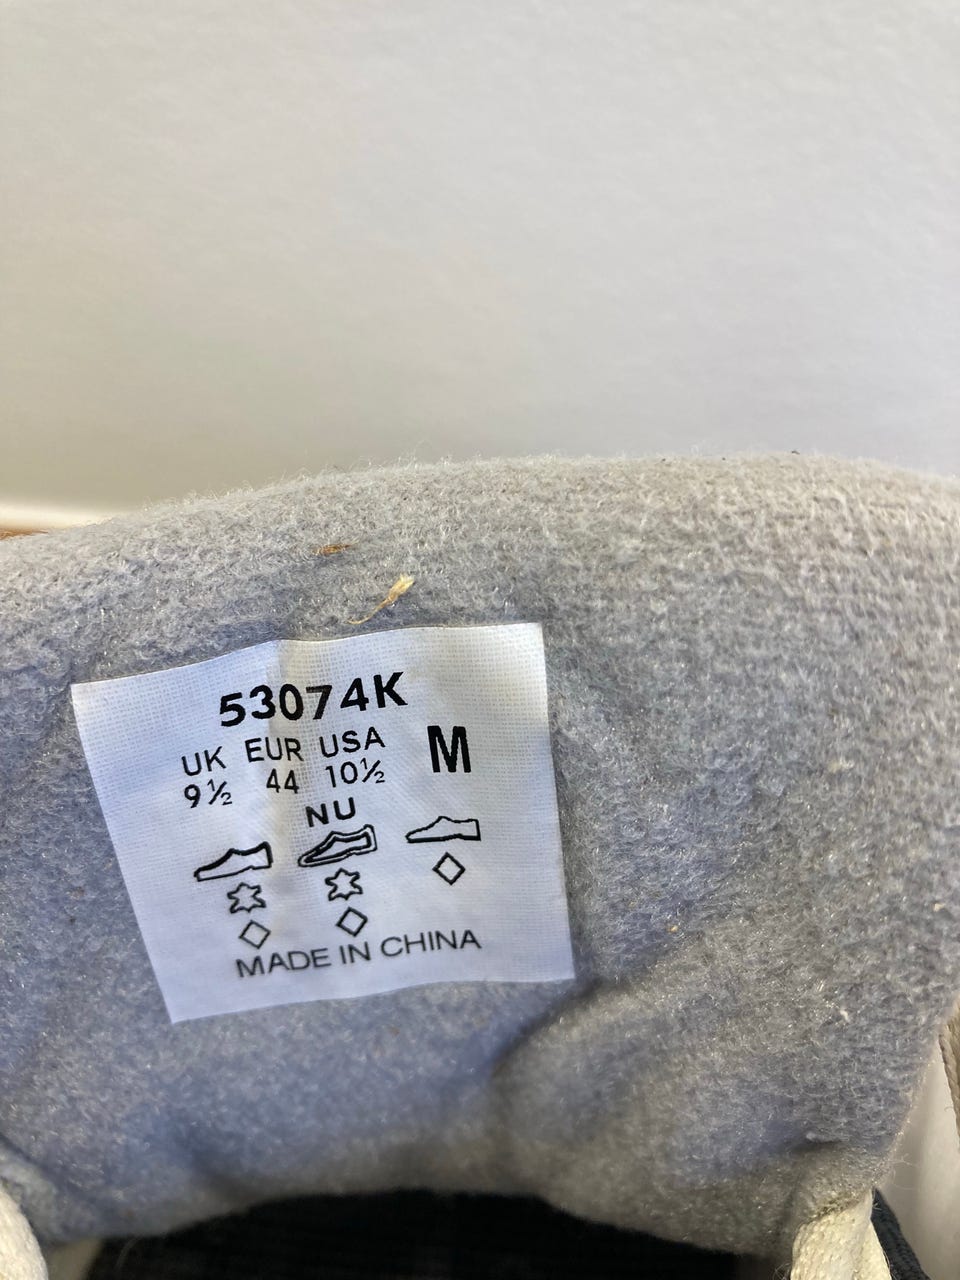 53074K
UK EUR USA M
9½ 44 10½
NU
MADE IN CHINA